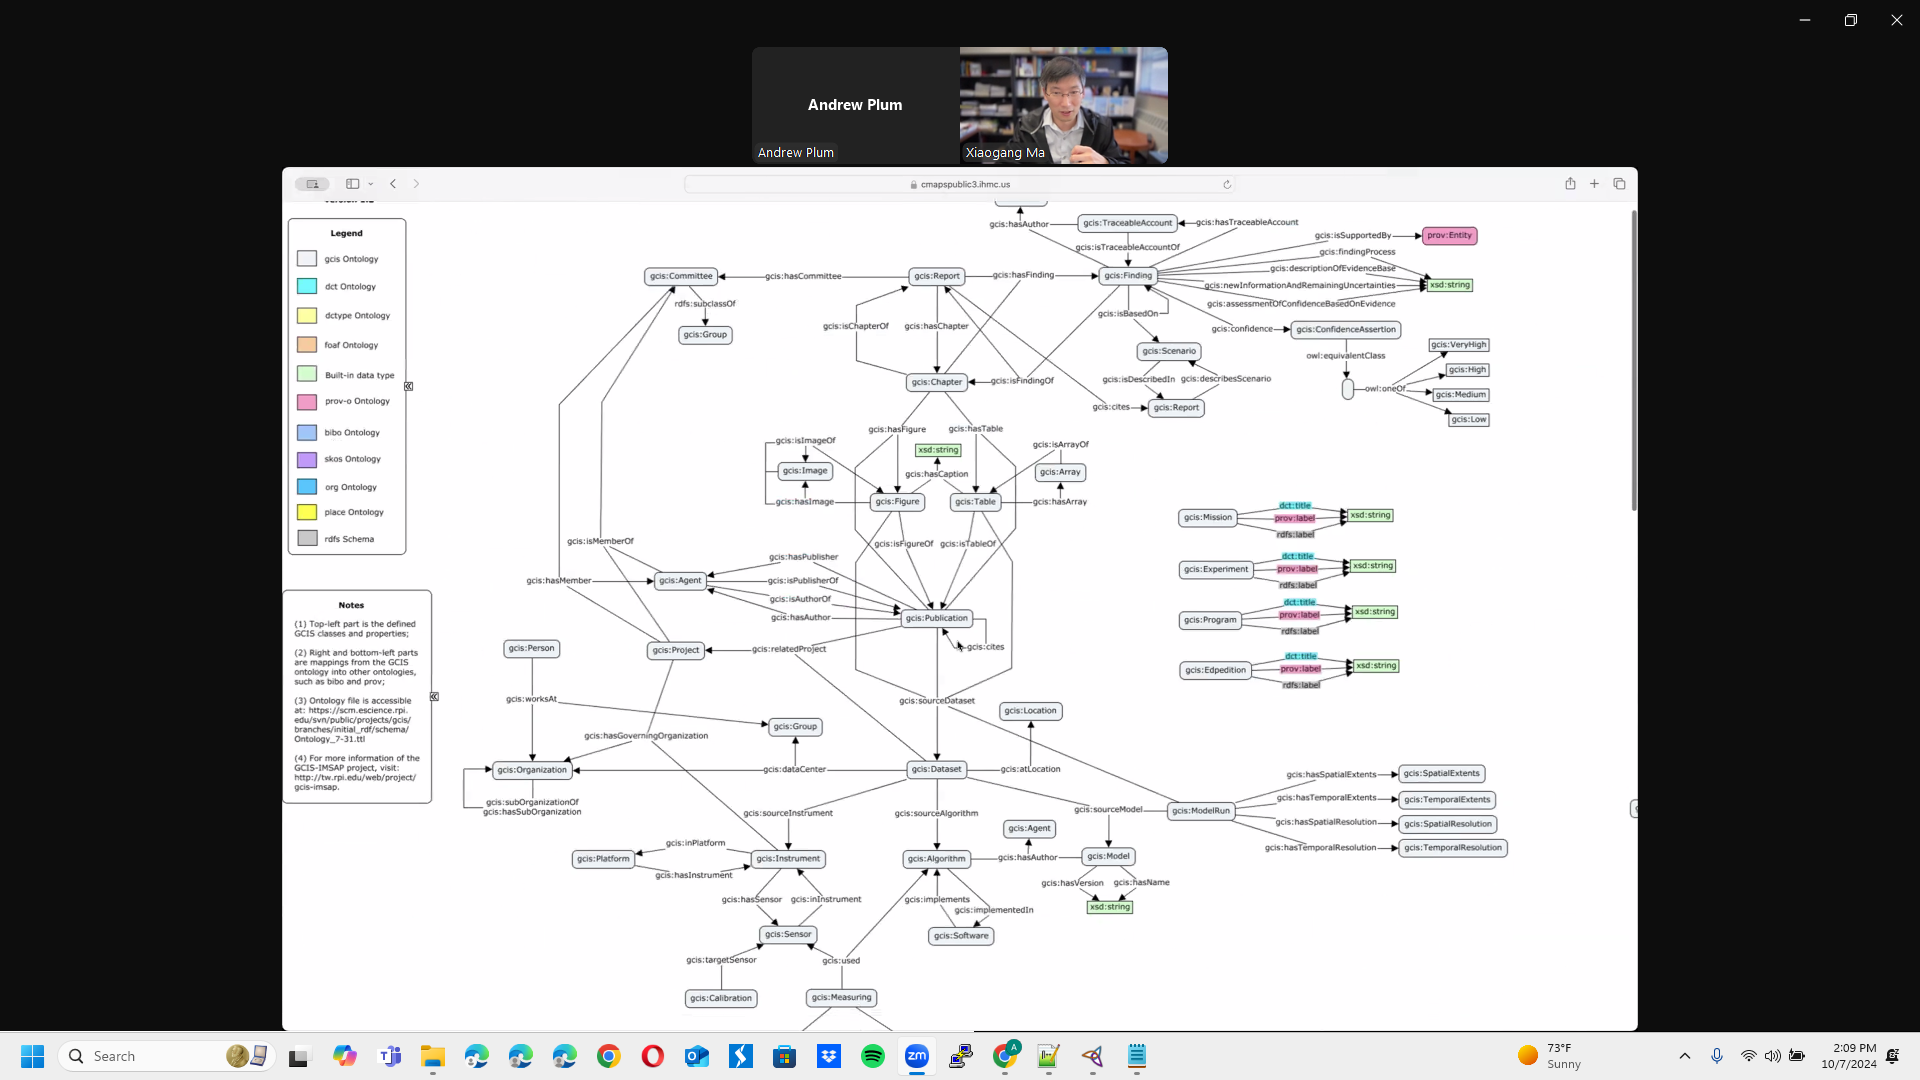 Andrew Plum
Andrew Plum
Xiaogang Ma
cmapspublic3.ihmc.us
Legend
gcis Ontology
dct Ontology
dctype Ontology
foaf Ontology
Built-in data type
prov-o Ontology
bibo Ontology
skos Ontology
org Ontology
place Ontology
rdfs Schema
Notes
(1) Top-left part is the defined
GCIS classes and properties;
(2) Right and bottom-left parts
are mappings from the GCIS
ontology into other ontologies,
such as bibo and prov;
(3) Ontology file is accessible
at: https://scm.escience.rpi.
edu/svn/public/projects/gcis/
branches/initial_rdf/schema/
Ontology_7-31.ttl
(4) For more information of the
GCIS-IMSAP project, visit:
http://tw.rpi.edu/web/project/
gcis-imsap.
gcis:hasAuthor
gcis:TraceableAccount
gcis:hasTraceableAccount
gcis:isSupportedBy
prov:Entity
gcis:isTraceableAccountOf
gcis:findingProcess
gcis:descriptionOfEvidenceBase
gcis:Committee
gcis:hasCommittee
gcis:Report
gcis:hasFinding
gcis:Finding
gcis:newInformationAndRemainingUncertainties
xsd:string
gcis:assessmentOfConfidenceBasedOnEvidence
rdfs:subclassOf
gcis:Group
gcis:isChapterOf
gcis:hasChapter
gcis:isBasedOn
gcis:confidence
gcis:ConfidenceAssertion
gcis:Scenario
owl:equivalentClass
gcis:VeryHigh
gcis:High
gcis:Chapter
gcis:isFindingOf
gcis:isDescribedIn
gcis:describesScenario
owl:oneOf
gcis:Medium
gcis:cites
gcis:Report
gcis:Low
gcis:hasFigure
gcis:hasTable
gcis:isImageOf
xsd:string
gcis:isArrayOf
gcis:Image
gcis:hasCaption
gcis:Array
gcis:hasImage
gcis:Figure
gcis:Table
gcis:hasArray
gcis:Mission
dct:title
prov:label
rdfs:label
xsd:string
gcis:isMemberOf
gcis:isFigureOf
gcis:isTableOf
gcis:hasPublisher
gcis:Experiment
dct:title
prov:label
rdfs:label
xsd:string
gcis:hasMember
gcis:Agent
gcis:isPublisherOf
gcis:isAuthorOf
gcis:hasAuthor
gcis:Publication
gcis:Program
dct:title
prov:label
rdfs:label
xsd:string
gcis:Person
gcis:Project
gcis:relatedProject
gcis:cites
gcis:Edpedition
dct:title
prov:label
rdfs:label
xsd:string
gcis:worksAt
gcis:sourceDataset
gcis:Location
gcis:Group
gcis:hasGoverningOrganization
gcis:Organization
gcis:dataCenter
gcis:Dataset
gcis:atLocation
gcis:hasSpatialExtents
gcis:SpatialExtents
gcis:hasTemporalExtents
gcis:TemporalExtents
gcis:subOrganizationOf
gcis:hasSubOrganization
gcis:sourceInstrument
gcis:sourceAlgorithm
gcis:sourceModel
gcis:ModelRun
gcis:hasSpatialResolution
gcis:SpatialResolution
gcis:Agent
gcis:hasTemporalResolution
gcis:TemporalResolution
gcis:inPlatform
gcis:Platform
gcis:Instrument
gcis:Algorithm
gcis:hasAuthor
gcis:Model
gcis:hasInstrument
gcis:hasVersion
gcis:hasName
gcis:hasSensor
gcis:inInstrument
gcis:implements
gcis:implementedIn
xsd:string
gcis:Sensor
gcis:Software
gcis:targetSensor
gcis:used
gcis:Calibration
gcis:Measuring
Search
zm
A
73°F
Sunny
2:09 PM
10/7/2024